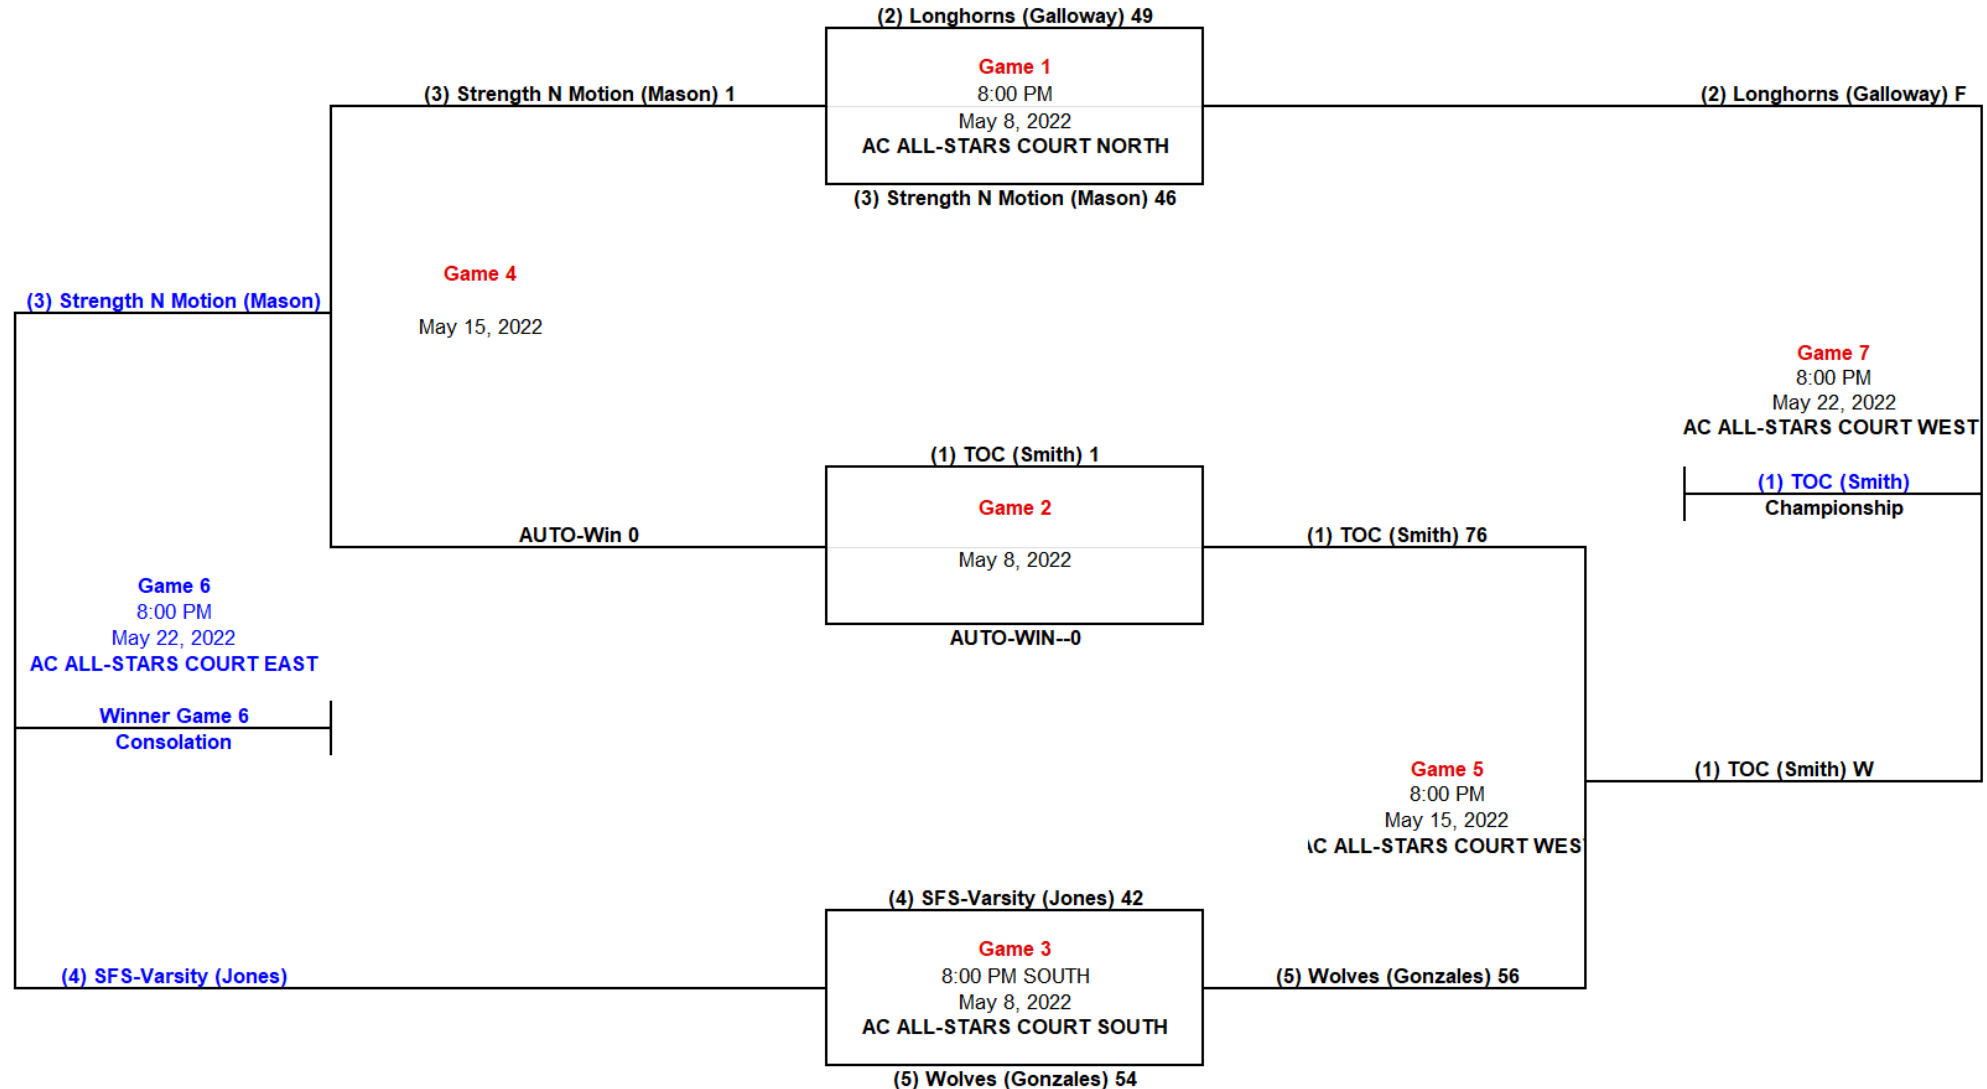 (2) Longhorns (Galloway) 49
Game 1
8:00 PM
May 8, 2022
AC ALL-STARS COURT NORTH
(3) Strength N Motion (Mason) 46
(3) Strength N Motion (Mason) 1
(2) Longhorns (Galloway) F
Game 4
May 15, 2022
(3) Strength N Motion (Mason)
Game 7
8:00 PM
May 22, 2022
AC ALL-STARS COURT WEST
(1) TOC (Smith)
Championship
(1) TOC (Smith) 1
Game 2
May 8, 2022
AUTO-WIN--0
AUTO-Win 0
(1) TOC (Smith) 76
Game 6
8:00 PM
May 22, 2022
AC ALL-STARS COURT EAST
Winner Game 6
Consolation
Game 5
8:00 PM
May 15, 2022
AC ALL-STARS COURT WES
(1) TOC (Smith) W
(4) SFS-Varsity (Jones) 42
Game 3
8:00 PM SOUTH
May 8, 2022
AC ALL-STARS COURT SOUTH
(5) Wolves (Gonzales) 54
(4) SFS-Varsity (Jones)
(5) Wolves (Gonzales) 56